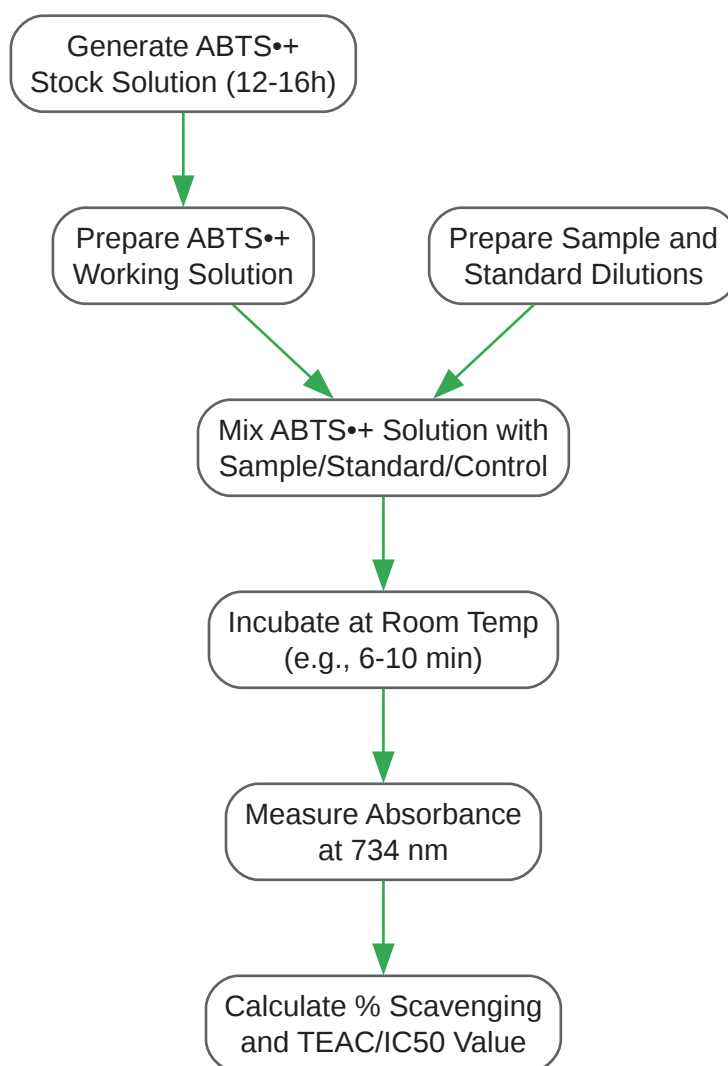 Generate ABTS•+
Stock Solution (12-16h)
Prepare ABTS•+
Working Solution
Prepare Sample and
Standard Dilutions
Mix ABTS•+ Solution with
Sample/Standard/Control
Incubate at Room Temp
(e.g., 6-10 min)
Measure Absorbance
at 734 nm
Calculate % Scavenging
and TEAC/IC50 Value